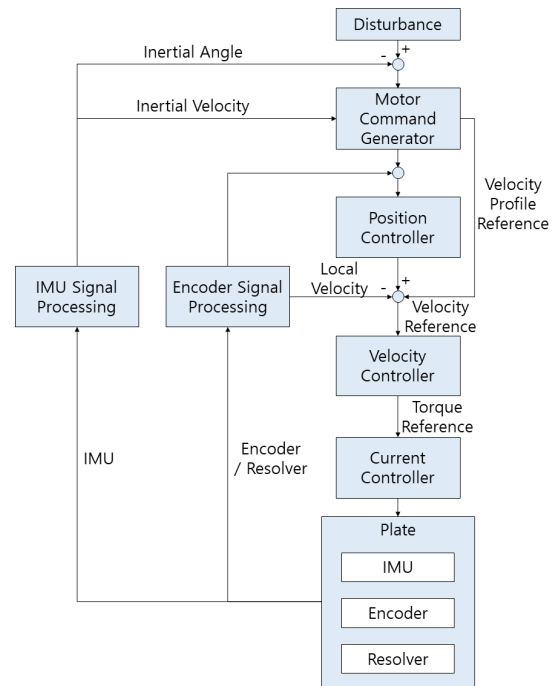 Disturbance
Inertial Angle
-
+
Inertial Velocity
Motor
Command
Generator
Velocity
Profile
Reference
Position
Controller
IMU Signal
Processing
Encoder Signal
Processing
Local
Velocity
-
+
Velocity
Reference
Velocity
Controller
Torque
Reference
IMU
Encoder
/ Resolver
Current
Controller
Plate
IMU
Encoder
Resolver